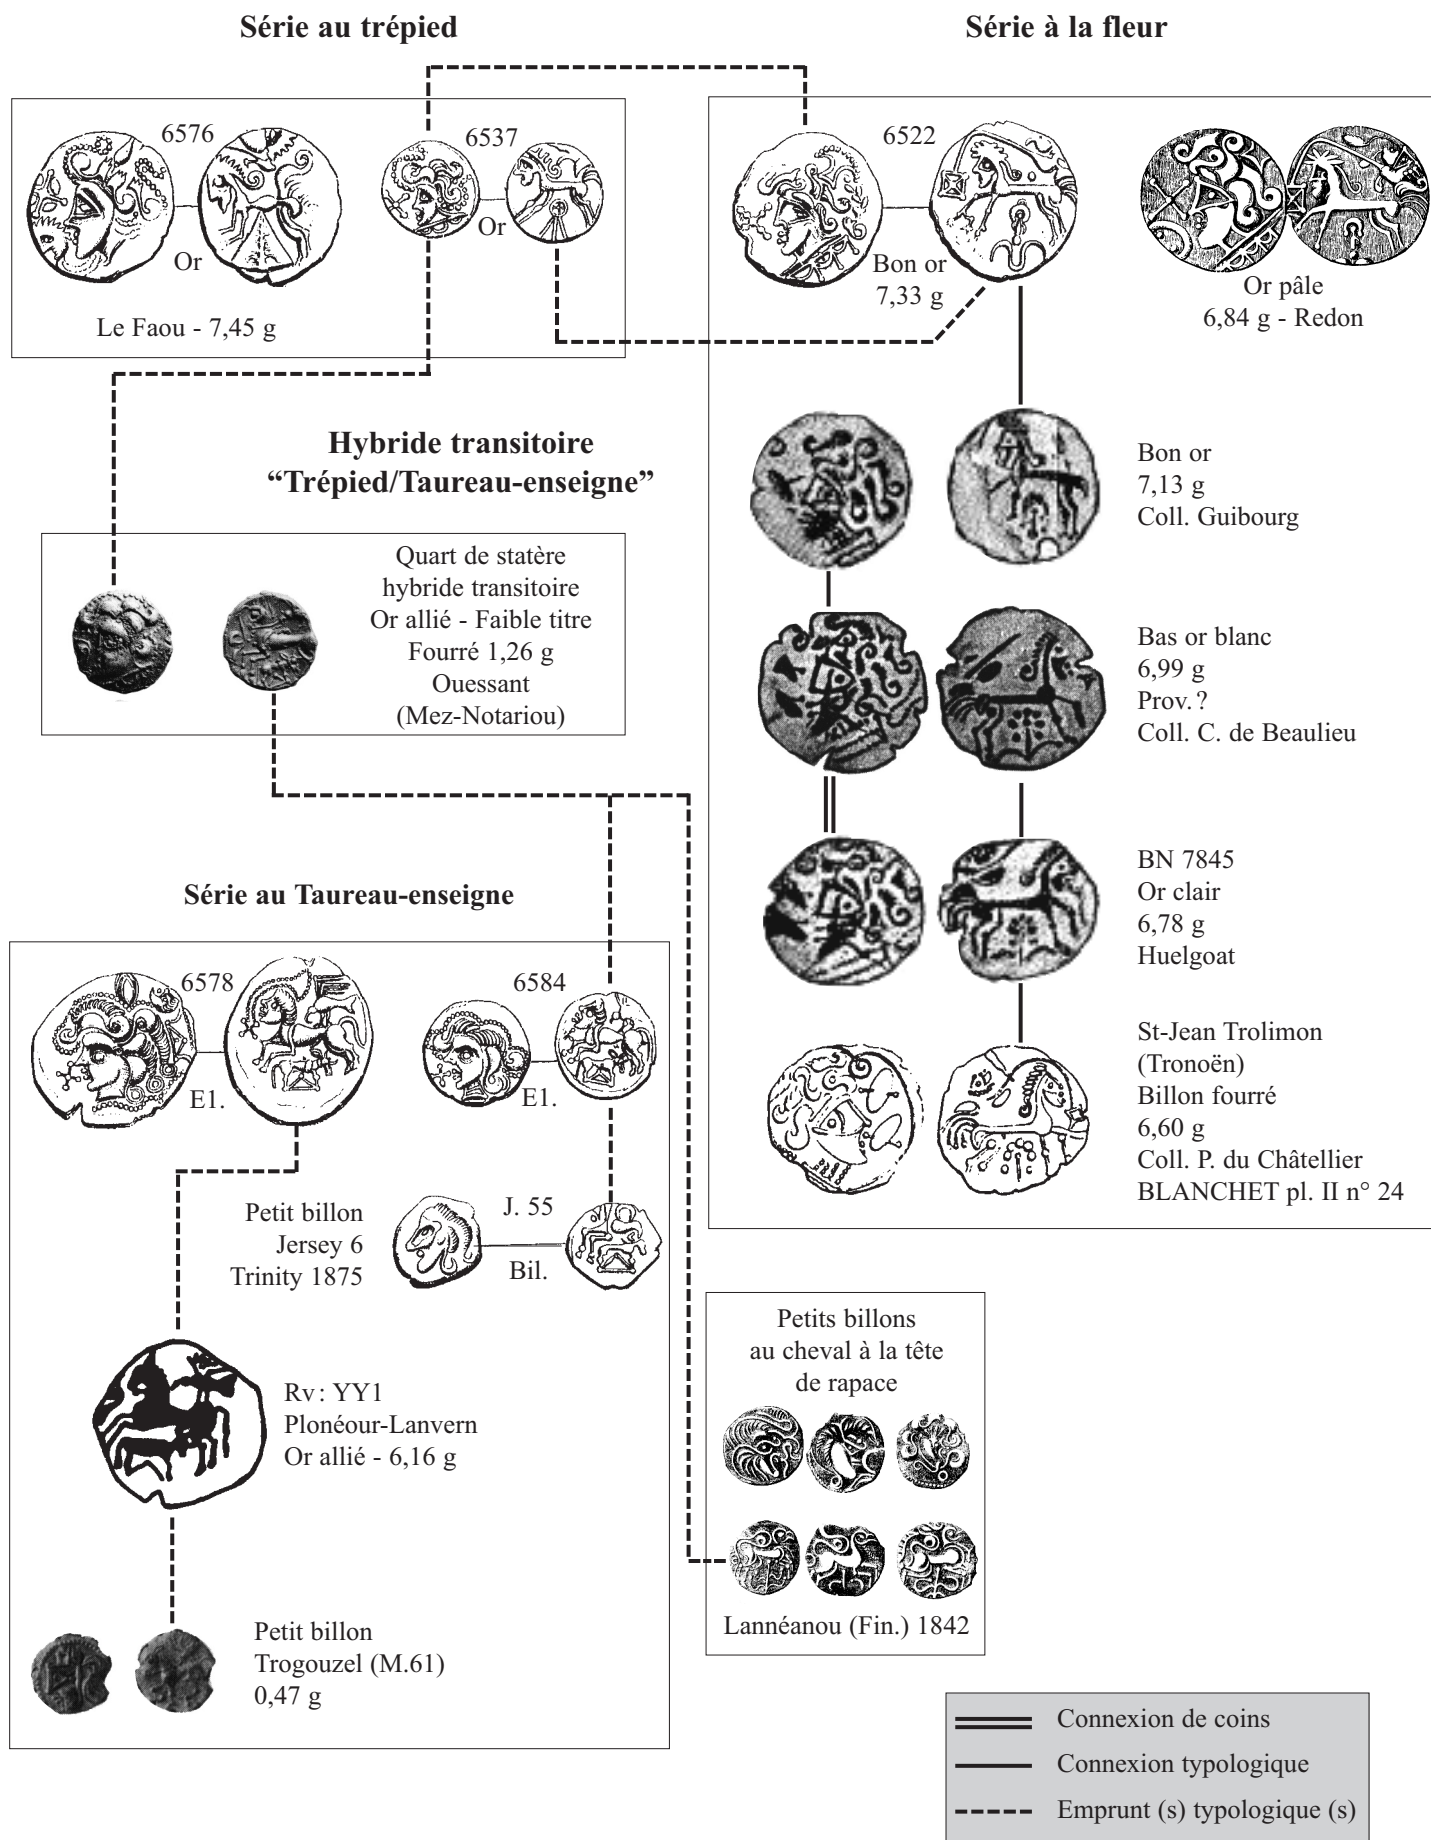 Série au trépied
Série à la fleur
6576
6537
Or
Or
Le Faou - 7,45 g
6522
Bon or
7,33 g
Or pâle
6,84 g - Redon
Hybride transitoire
“Trépied/Taureau-enseigne”
Quart de statère
hybride transitoire
Or allié - Faible titre
Fourré 1,26 g
Ouessant
(Mez-Notariou)
Bon or
7,13 g
Coll. Guibourg
Bas or blanc
6,99 g
Prov. ?
Coll. C. de Beaulieu
BN 7845
Or clair
6,78 g
Huelgoat
St-Jean Trolimon
(Tronoën)
Billon fourré
6,60 g
Coll. P. du Châtellier
BLANCHET pl. II n° 24
Série au Taureau-enseigne
6578
6584
El.
El.
Petit billon
Jersey 6
Trinity 1875
J. 55
Bil.
Rv : YY1
Plonéour-Lanvern
Or allié - 6,16 g
Petit billon
Trogouzel (M.61)
0,47 g
Petits billons
au cheval à la tête
de rapace
Lannéanou (Fin.) 1842
Connexion de coins
Connexion typologique
Emprunt (s) typologique (s)